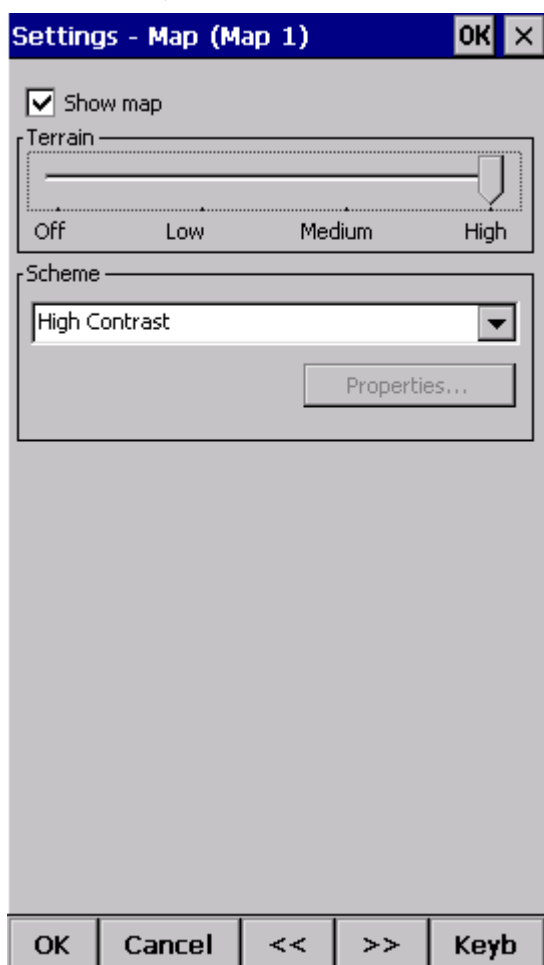 Settings - Map (Map 1) OK
Show map
Terrain
Off Low Medium High
Scheme
High Contrast
Properties...
OK Cancel << >> Keyb